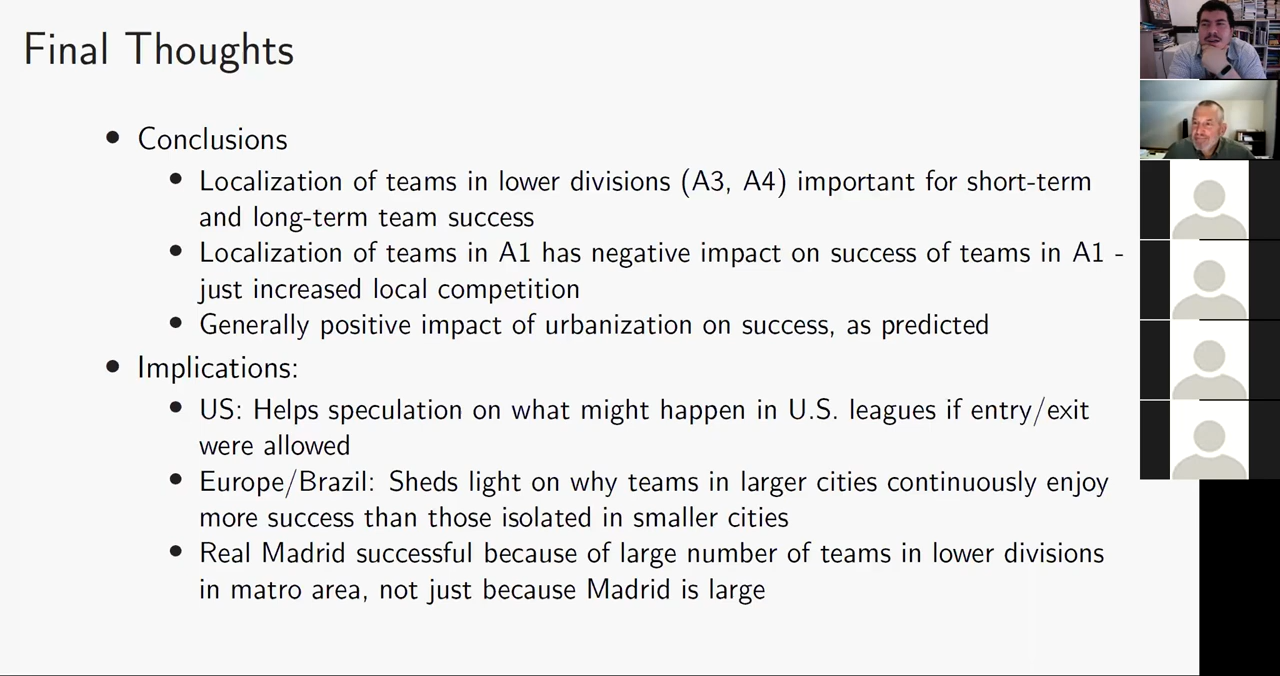 Final Thoughts
• Conclusions
• Localization of teams in lower divisions (A3, A4) important for short-term
and long-term team success
• Localization of teams in A1 has negative impact on success of teams in A1 -
just increased local competition
• Generally positive impact of urbanization on success, as predicted
• Implications:
• US: Helps speculation on what might happen in U.S. leagues if entry/exit
were allowed
• Europe/Brazil: Sheds light on why teams in larger cities continuously enjoy
more success than those isolated in smaller cities
• Real Madrid successful because of large number of teams in lower divisions
in matro area, not just because Madrid is large